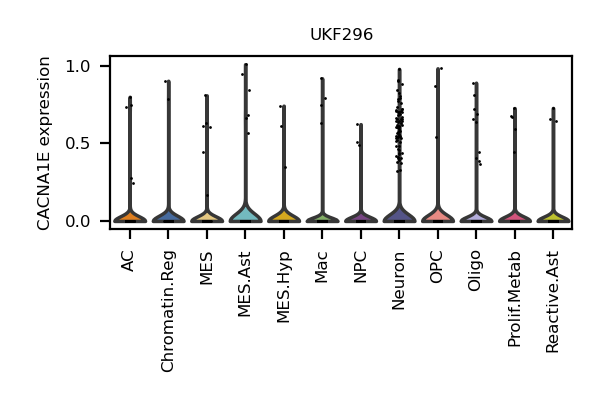 UKF296
CACNA1E expression
1.0
0.5
0.0
AC
Chromatin.Reg
MES
MES.Ast
MES.Hyp
Mac
NPC
Neuron
OPC
Oligo
Prolif.Metab
Reactive.Ast